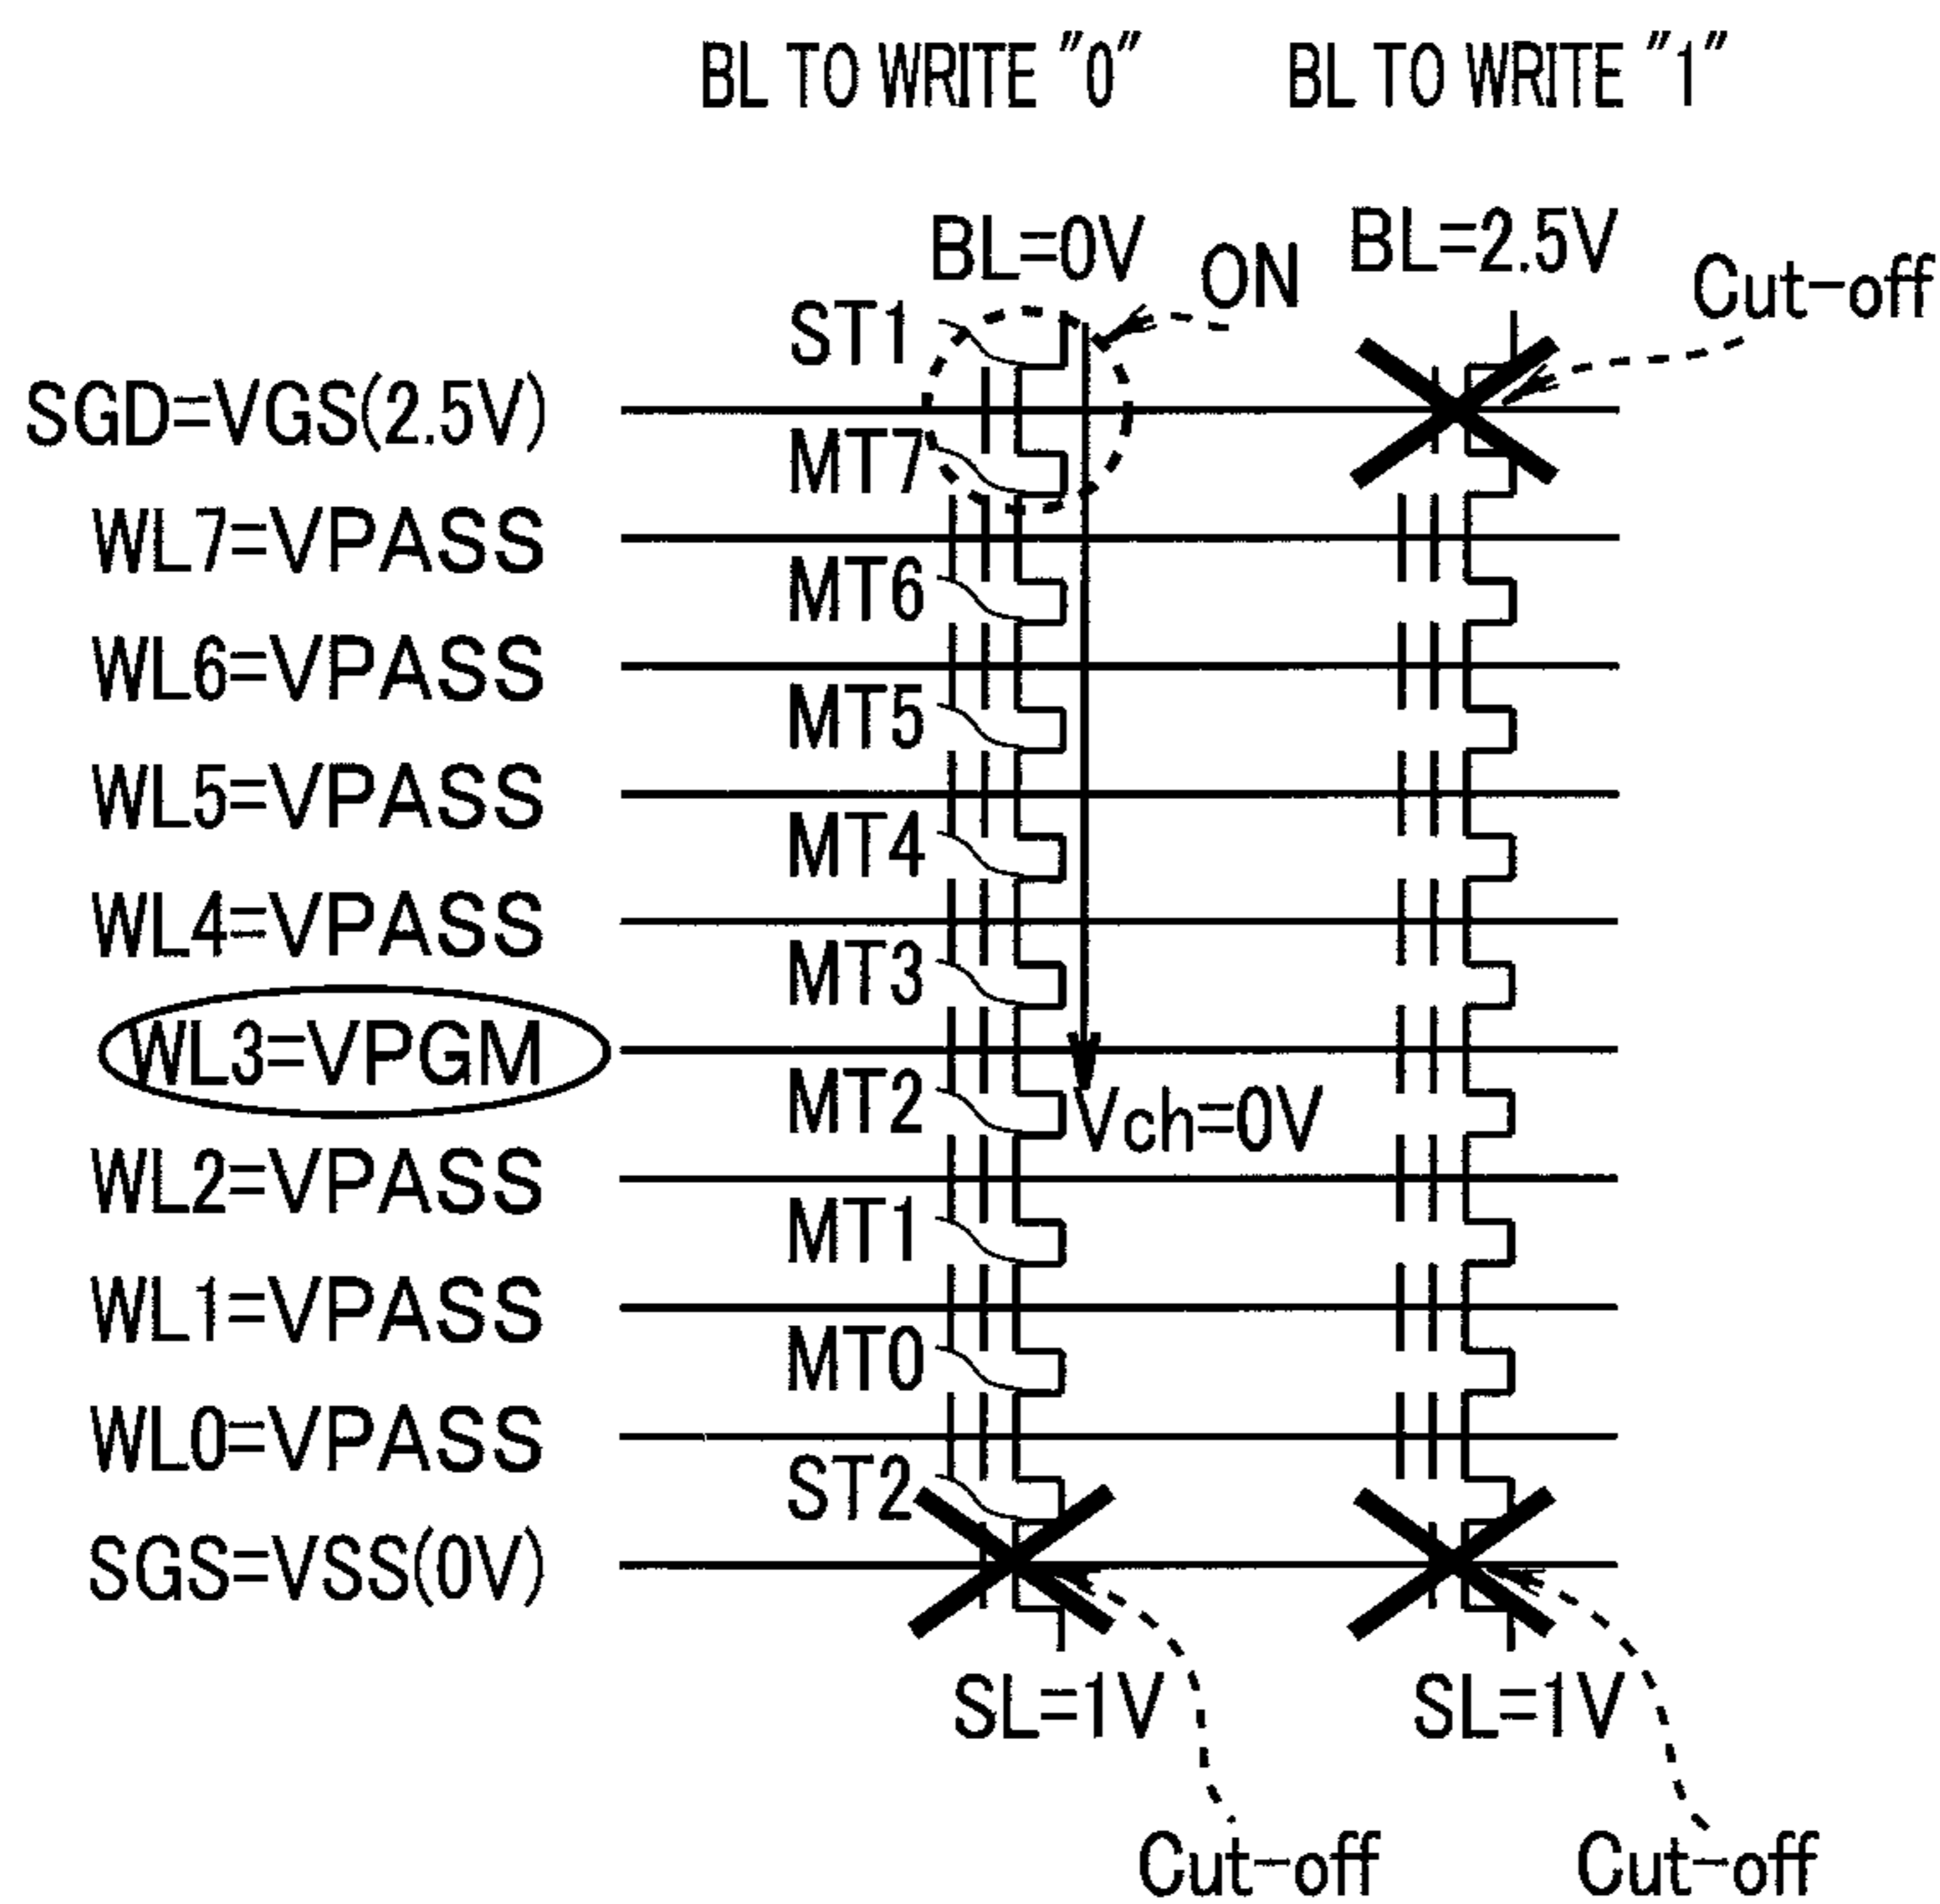 BL TO WRITE "0" BL TO WRITE "1"
BL=0V ON BL=2.5V Cut-off
ST1
SGD=VGS(2.5V)
MT7
WL7=VPASS
MT6
WL6=VPASS
MT5
WL5=VPASS
MT4
WL4=VPASS
MT3
WL3=VPGM
MT2 Vch=0V
WL2=VPASS
MT1
WL1=VPASS
MT0
WL0=VPASS
ST2
SGS=VSS(0V)
SL=1V SL=1V
Cut-off Cut-off